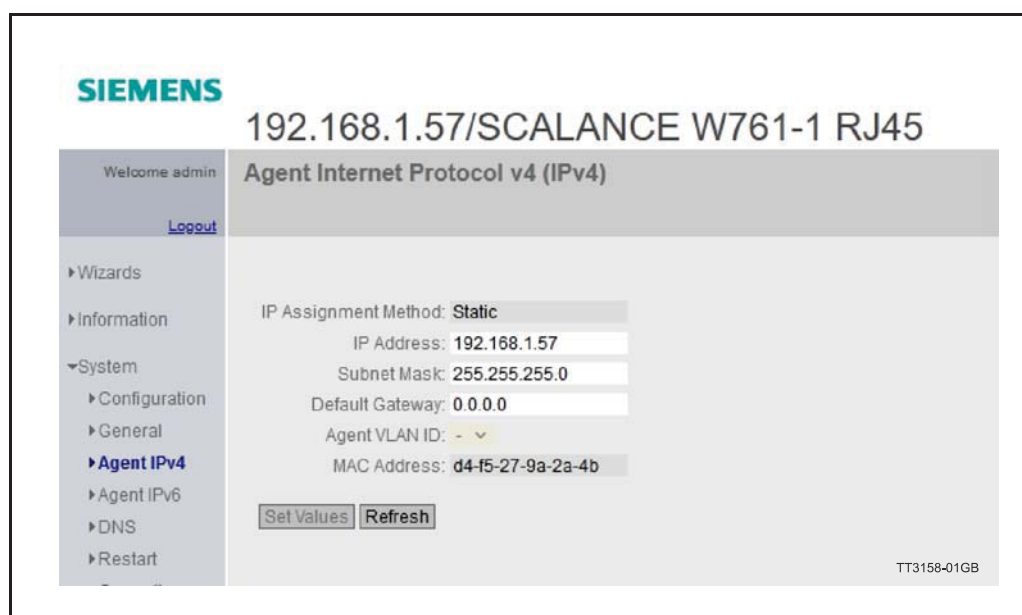 SIEMENS
192.168.1.57/SCALANCE W761-1 RJ45
Welcome admin
Logout
Agent Internet Protocol v4 (IPv4)
▸Wizards
▸Information
▾System
▸Configuration
▸General
▸Agent IPv4
▸Agent IPv6
▸DNS
▸Restart
IP Assignment Method: Static
IP Address: 192.168.1.57
Subnet Mask: 255.255.255.0
Default Gateway: 0.0.0.0
Agent VLAN ID: -
MAC Address: d4-f5-27-9a-2a-4b
Set Values Refresh
TT3158-01GB